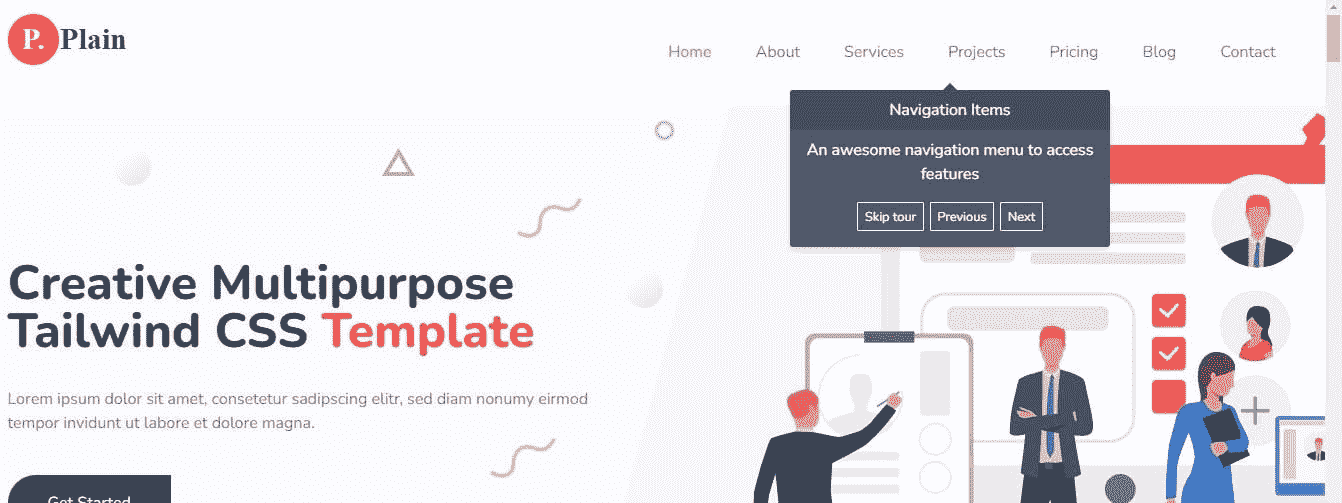 P. Plain
Home About Services Projects Pricing Blog Contact
Navigation Items
An awesome navigation menu to access
features
Skip tour Previous Next
Creative Multipurpose
Tailwind CSS Template
Lorem ipsum dolor sit amet, consetetur sadipscing elitr, sed diam nonumy eirmod
tempor invidunt ut labore et dolore magna.
Get Started